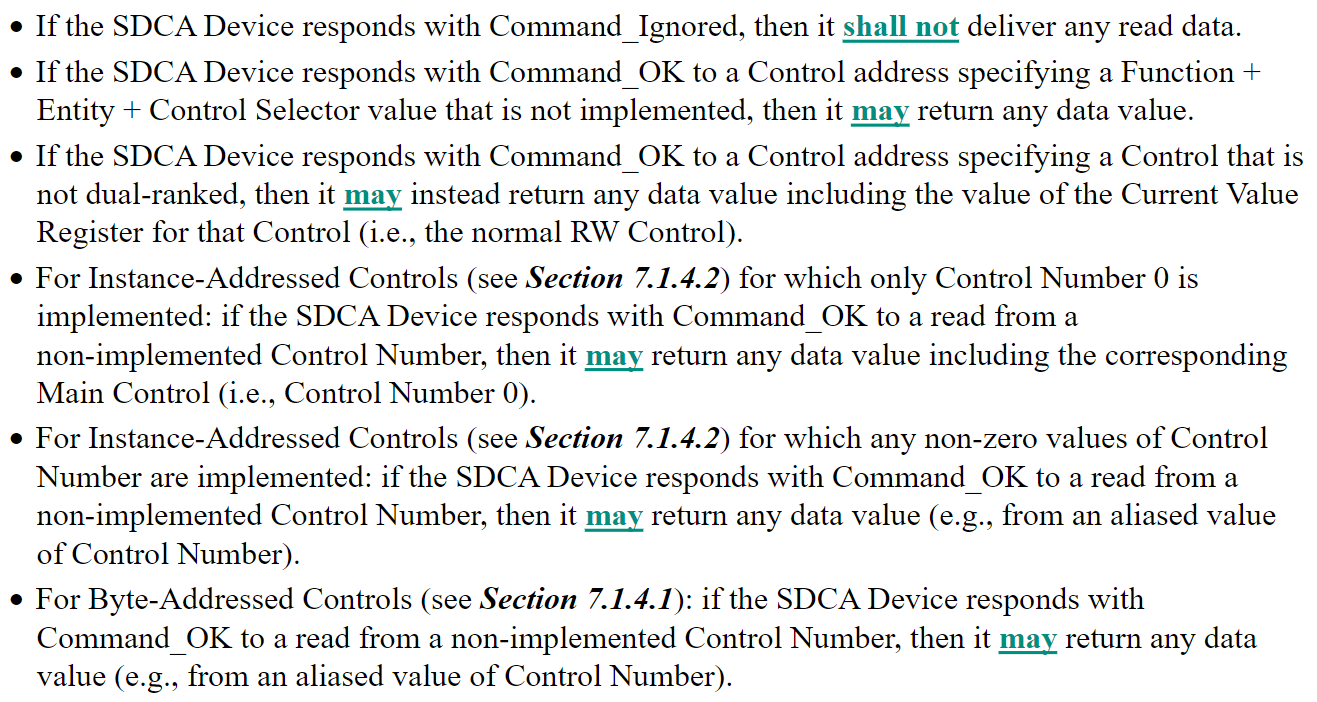 • If the SDCA Device responds with Command_Ignored, then it shall not deliver any read data.
• If the SDCA Device responds with Command_OK to a Control address specifying a Function +
Entity + Control Selector value that is not implemented, then it may return any data value.
• If the SDCA Device responds with Command_OK to a Control address specifying a Control that is
not dual-ranked, then it may instead return any data value including the value of the Current Value
Register for that Control (i.e., the normal RW Control).
• For Instance-Addressed Controls (see Section 7.1.4.2) for which only Control Number 0 is
implemented: if the SDCA Device responds with Command_OK to a read from a
non-implemented Control Number, then it may return any data value including the corresponding
Main Control (i.e., Control Number 0).
• For Instance-Addressed Controls (see Section 7.1.4.2) for which any non-zero values of Control
Number are implemented: if the SDCA Device responds with Command_OK to a read from a
non-implemented Control Number, then it may return any data value (e.g., from an aliased value
of Control Number).
• For Byte-Addressed Controls (see Section 7.1.4.1): if the SDCA Device responds with
Command_OK to a read from a non-implemented Control Number, then it may return any data
value (e.g., from an aliased value of Control Number).